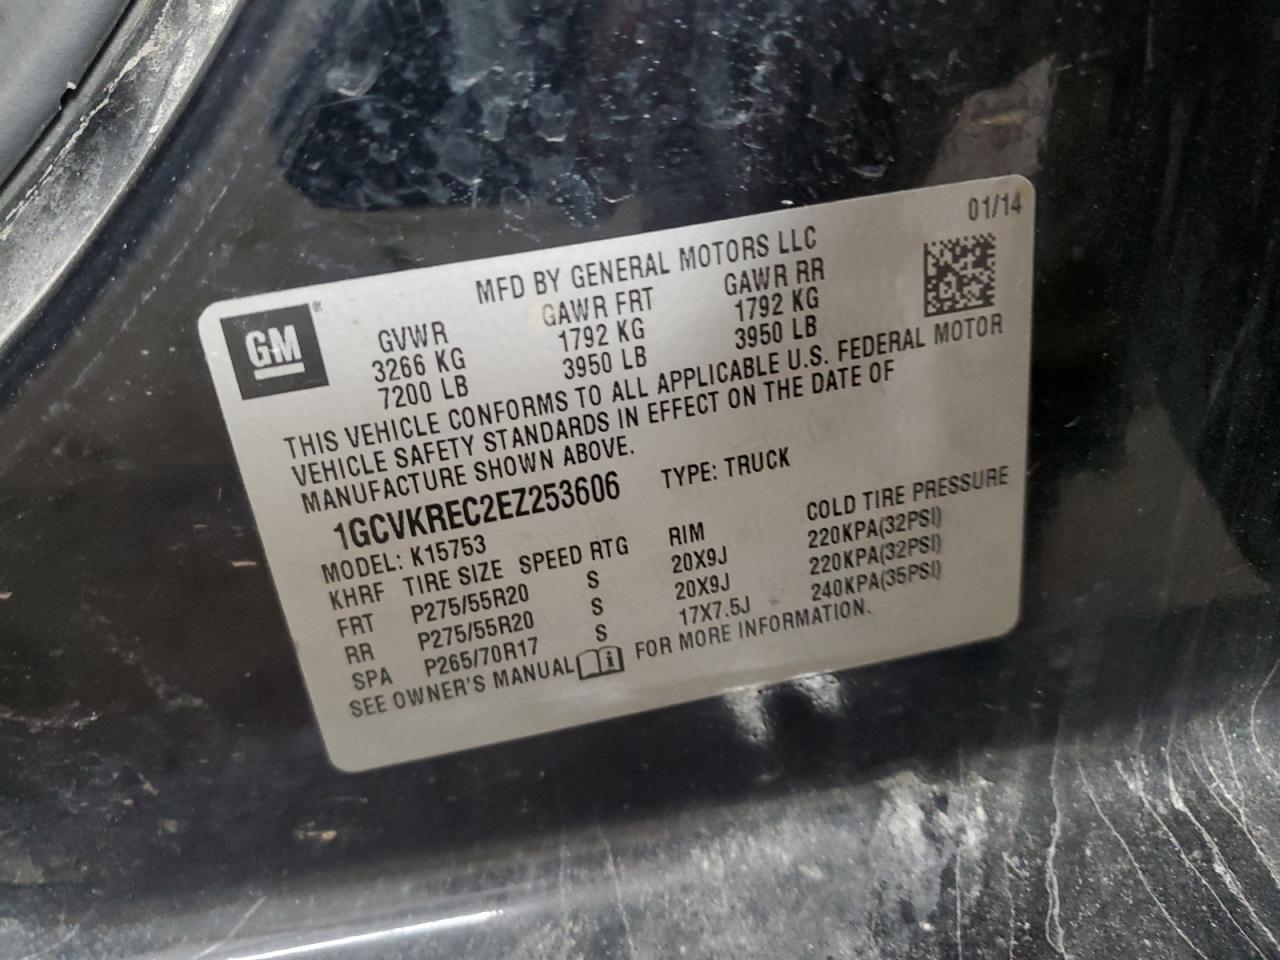 01/14
MFD BY GENERAL MOTORS LLC
GM®
GVWR GAWR FRT GAWR RR
3266 KG 1792 KG 1792 KG
7200 LB 3950 LB 3950 LB
THIS VEHICLE CONFORMS TO ALL APPLICABLE U.S. FEDERAL MOTOR
VEHICLE SAFETY STANDARDS IN EFFECT ON THE DATE OF
MANUFACTURE SHOWN ABOVE.
1GCVKREC2EZ253606 TYPE: TRUCK
MODEL: K15753
KHRF TIRE SIZE SPEED RTG RIM COLD TIRE PRESSURE
FRT P275/55R20 S 20X9J 220KPA(32PSI)
RR P275/55R20 S 20X9J 220KPA(32PSI)
SPA P265/70R17 S 17X7.5J 240KPA(35PSI)
SEE OWNER'S MANUAL FOR MORE INFORMATION.